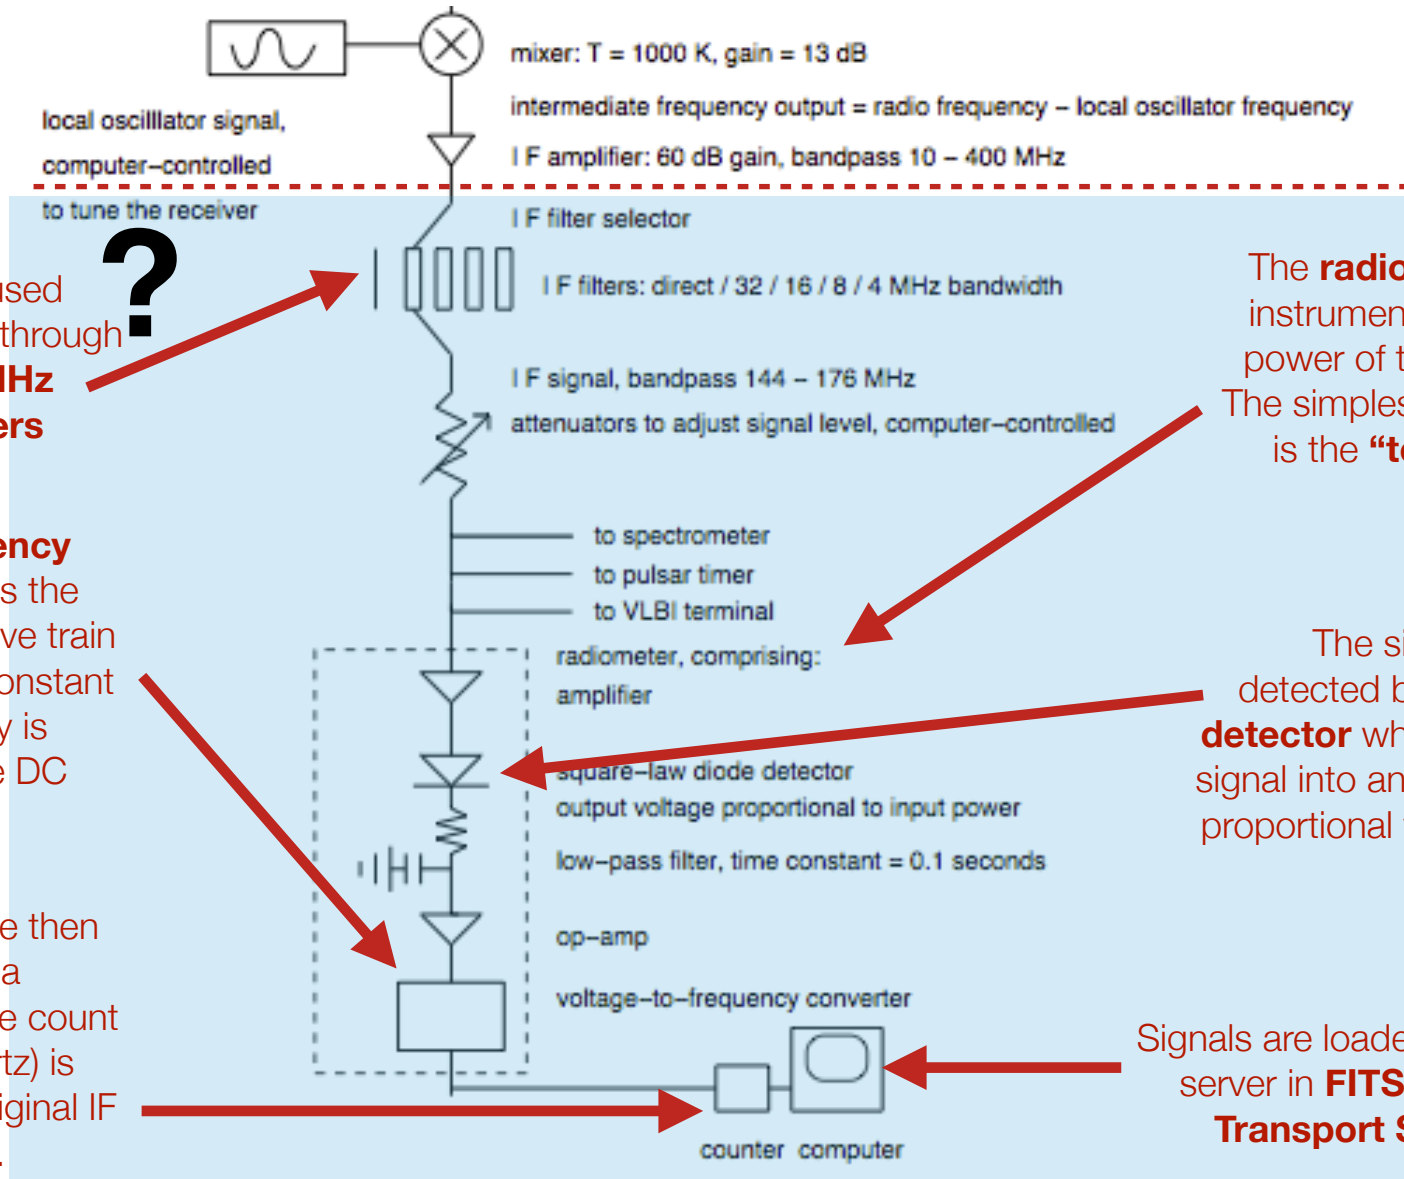 mixer: T = 1000 K, gain = 13 dB
intermediate frequency output = radio frequency – local oscillator frequency
local oscilllator signal,
computer–controlled
to tune the receiver
I F amplifier: 60 dB gain, bandpass 10 – 400 MHz
I F filter selector
?
I F filters: direct / 32 / 16 / 8 / 4 MHz bandwidth
used
through
MHz
ers
I F signal, bandpass 144 – 176 MHz
attenuators to adjust signal level, computer–controlled
The radio
instrumen
power of t
The simples
is the “to
to spectrometer
to pulsar timer
to VLBI terminal
ency
s the
ve train
onstant
y is
e DC
radiometer, comprising:
amplifier
The si
detected b
detector wh
signal into an
proportional
square–law diode detector
output voltage proportional to input power
low–pass filter, time constant = 0.1 seconds
op–amp
voltage–to–frequency converter
e then
a
e count
rtz) is
iginal IF
Signals are loade
server in FITS
Transport S
counter computer